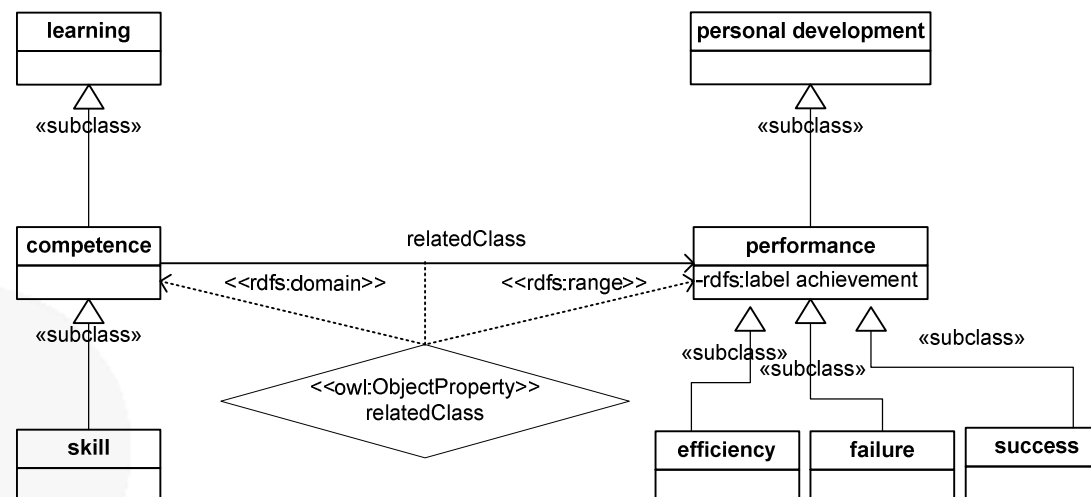 learning
personal development
«subclass»
«subclass»
competence
relatedClass
performance
<<rdfs:domain>>
<<rdfs:range>>
-rdfs:label achievement
«subclass»
«subclass»
«subclass»
«subclass»
<<owl:ObjectProperty>>
relatedClass
skill
efficiency
failure
success